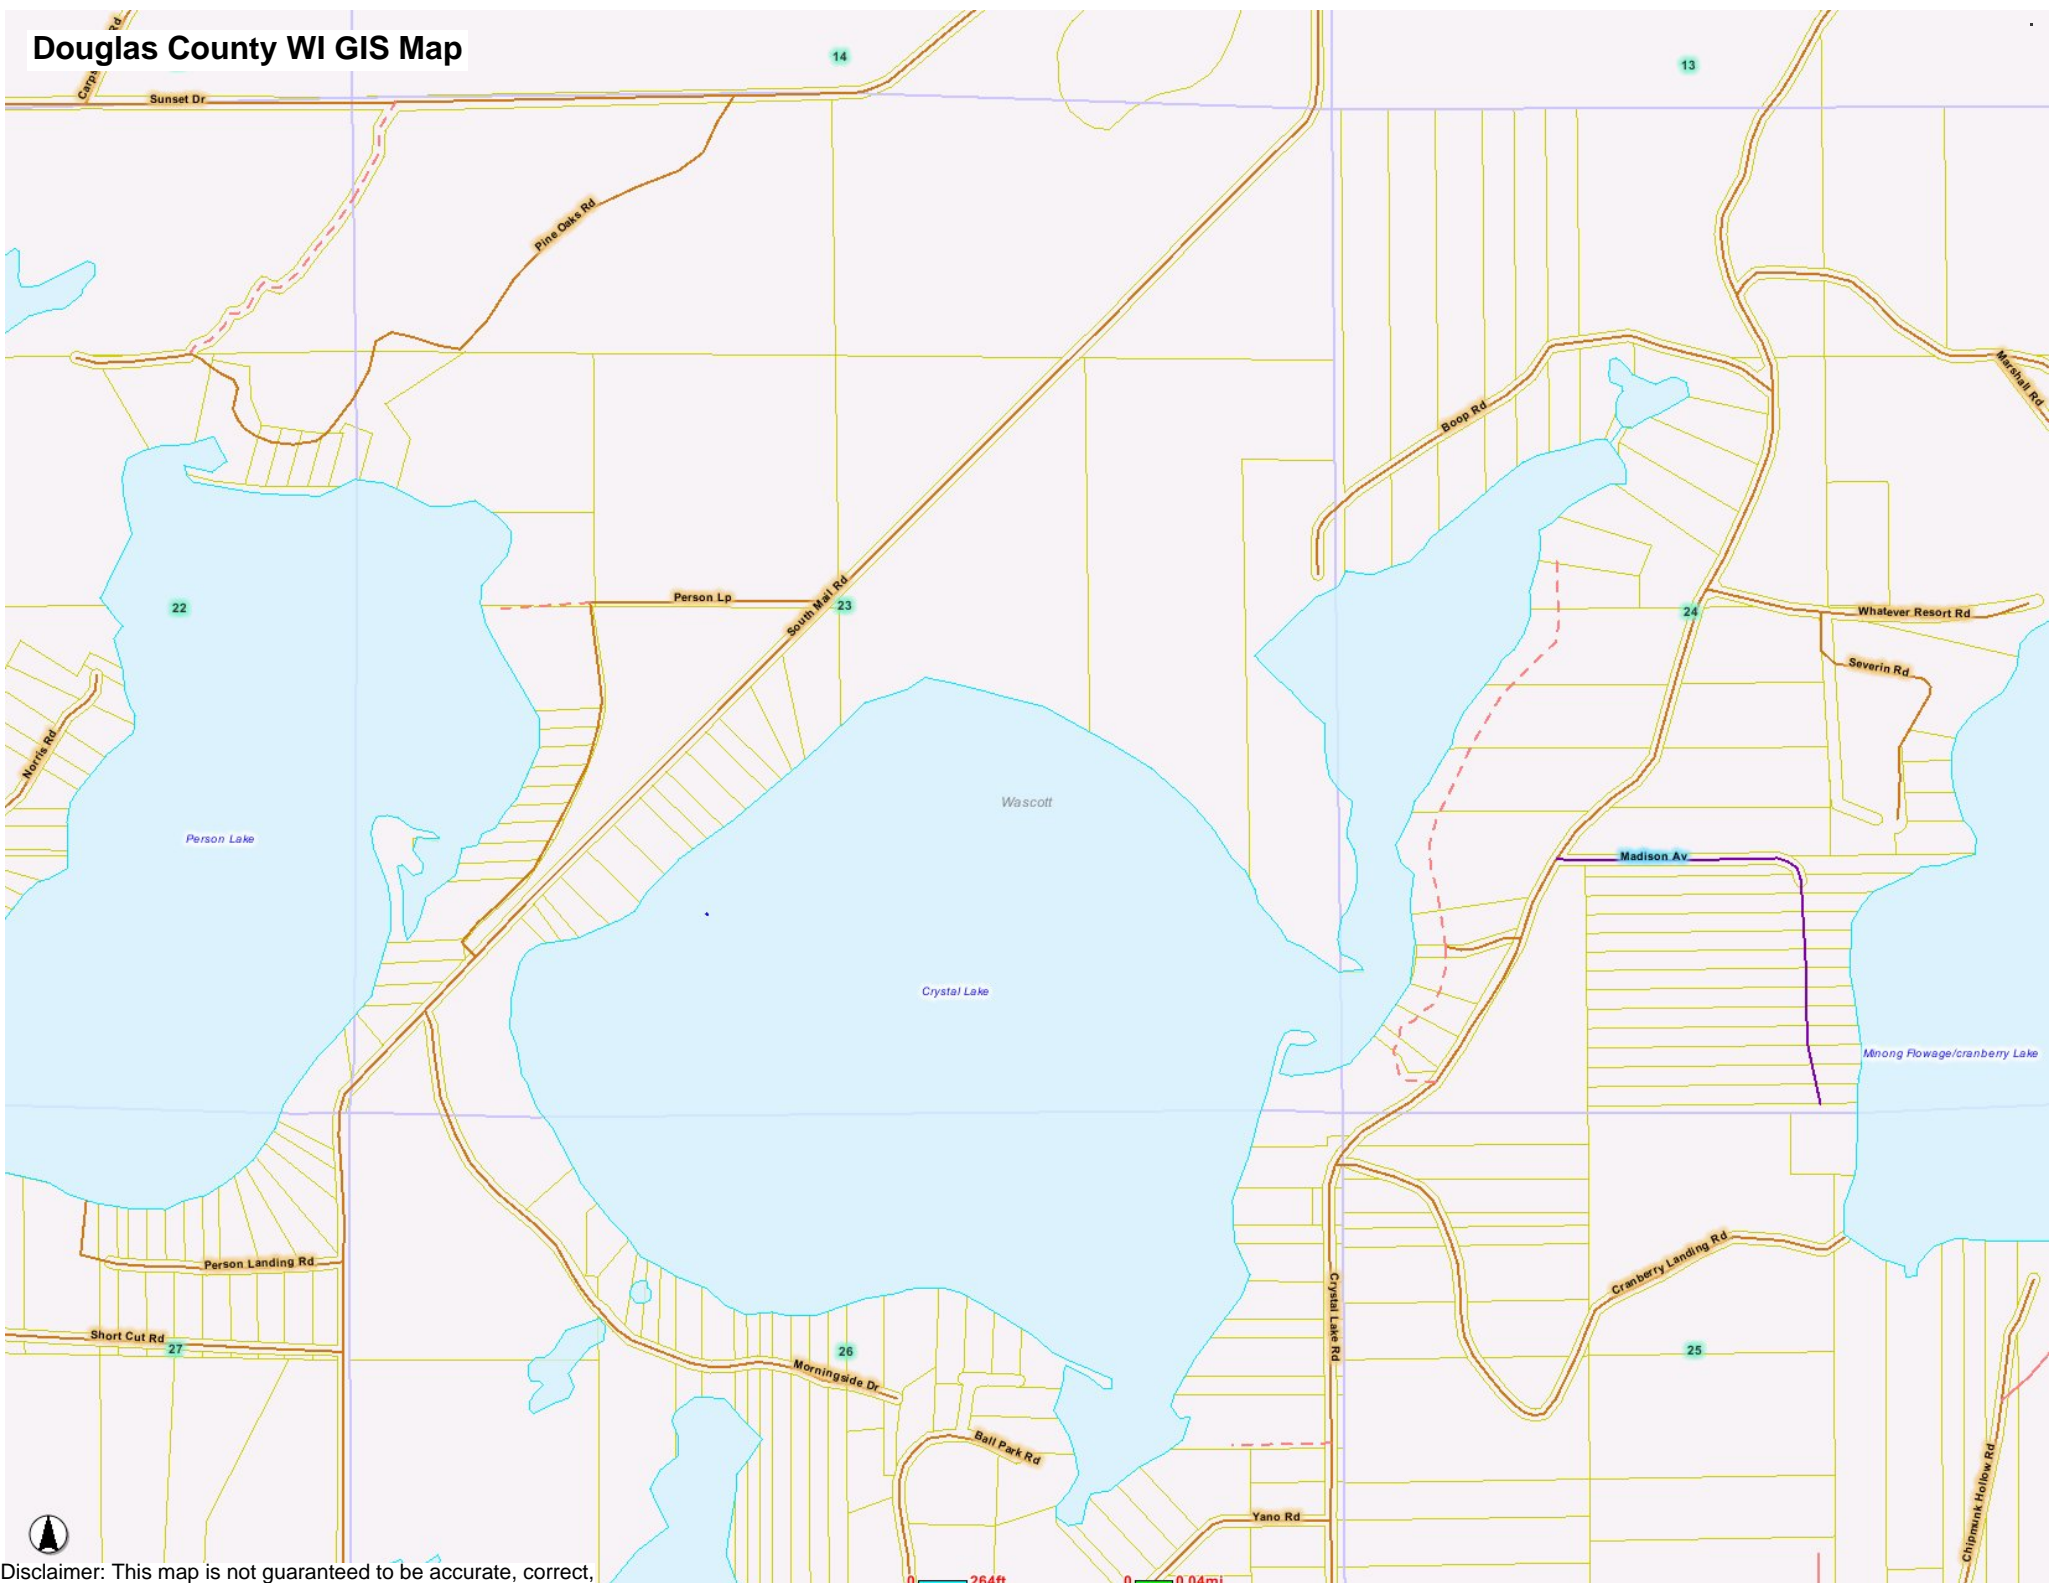 Carps Rd
Douglas County WI GIS Map
14
13
Sunset Dr
Pine Oaks Rd
Marshall Rd
Boop Rd
Person Lp
South Mail Rd
23
22
24
Whatever Resort Rd
Severin Rd
Norris Rd
Wascott
Person Lake
Madison Av
Crystal Lake
Minong Flowage/cranberry Lake
Person Landing Rd
Cranberry Landing Rd
Crystal Lake Rd
Short Cut Rd
27
26
25
Morningside Dr
Ball Park Rd
Yano Rd
Chipmunk Hollow Rd
Disclaimer: This map is not guaranteed to be accurate, correct,
0 264ft
0 0.04mi